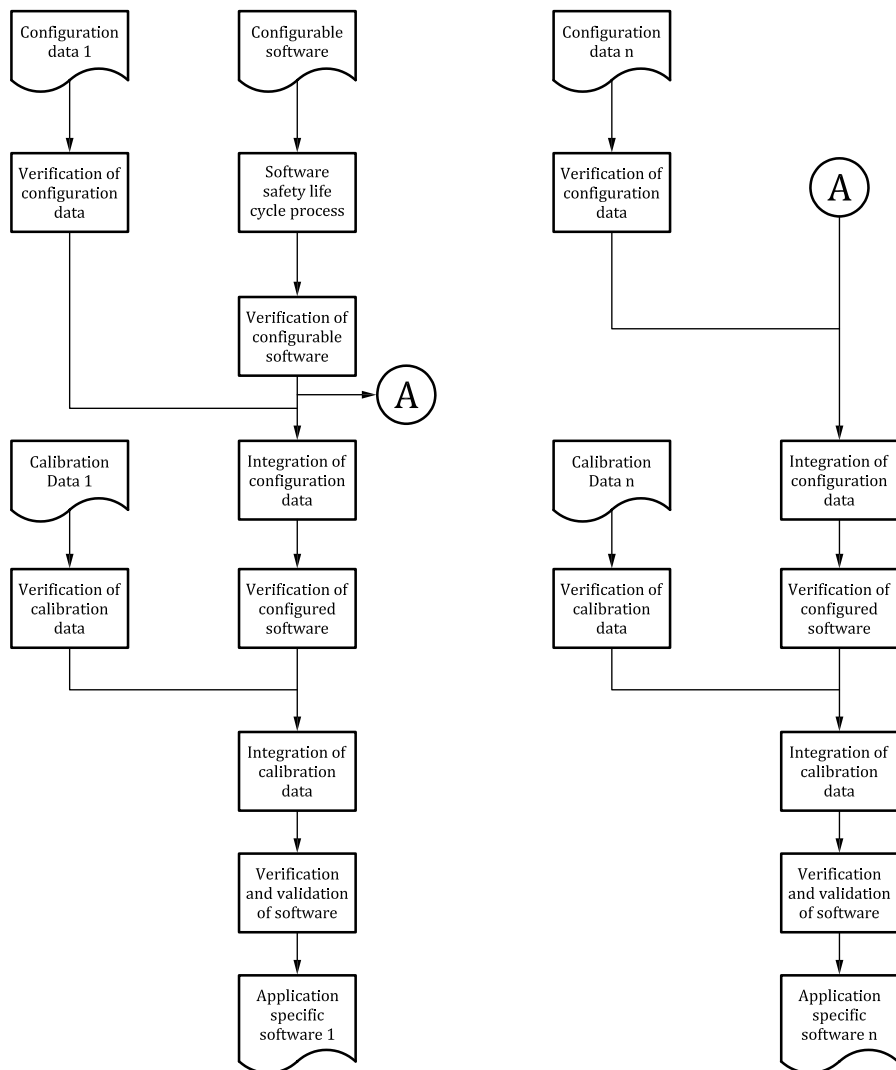 Configuration
data 1
Configurable
software
Configuration
data n
Verification of
configuration
data
Software
safety life
cycle process
Verification of
configuration
data
A
Verification of
configurable
software
A
Calibration
Data 1
Integration of
configuration
data
Calibration
Data n
Integration of
configuration
data
Verification of
calibration
data
Verification of
configured
software
Verification of
calibration
data
Verification of
configured
software
Integration of
calibration
data
Integration of
calibration
data
Verification
and validation
of software
Verification
and validation
of software
Application
specific
software 1
Application
specific
software n